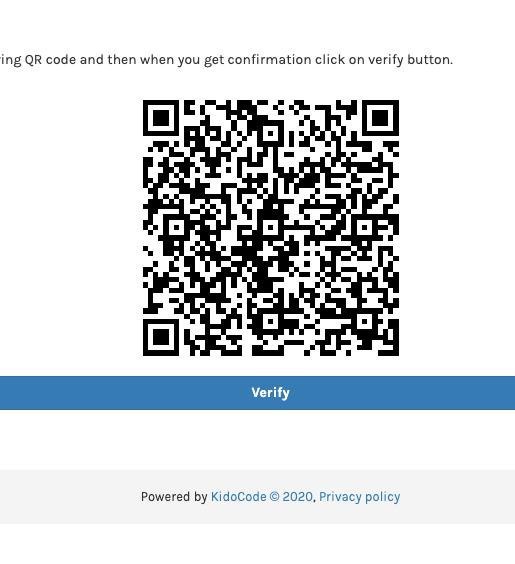 ing QR code and then when you get confirmation click on verify button.
Verify
Powered by KidoCode © 2020, Privacy policy